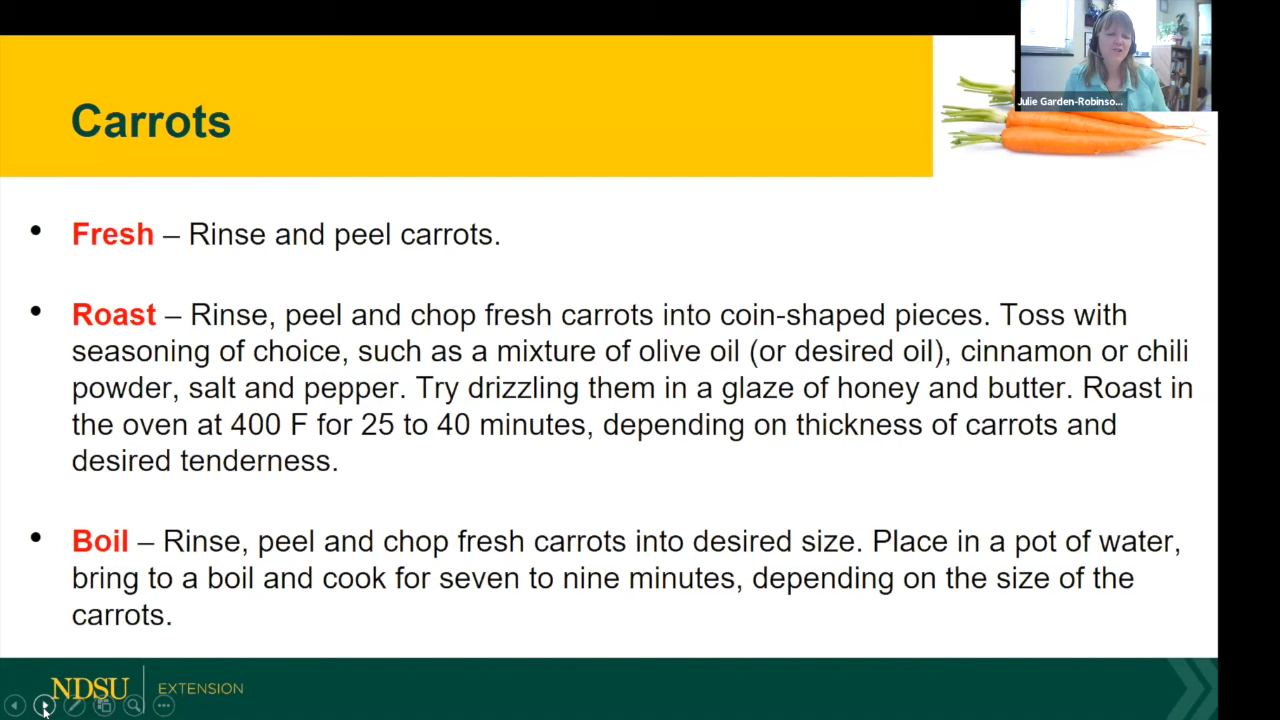 Julie Garden-Robinso...
Carrots
• Fresh – Rinse and peel carrots.
• Roast – Rinse, peel and chop fresh carrots into coin-shaped pieces. Toss with
seasoning of choice, such as a mixture of olive oil (or desired oil), cinnamon or chili
powder, salt and pepper. Try drizzling them in a glaze of honey and butter. Roast in
the oven at 400 F for 25 to 40 minutes, depending on thickness of carrots and
desired tenderness.
• Boil – Rinse, peel and chop fresh carrots into desired size. Place in a pot of water,
bring to a boil and cook for seven to nine minutes, depending on the size of the
carrots.
NDSU EXTENSION